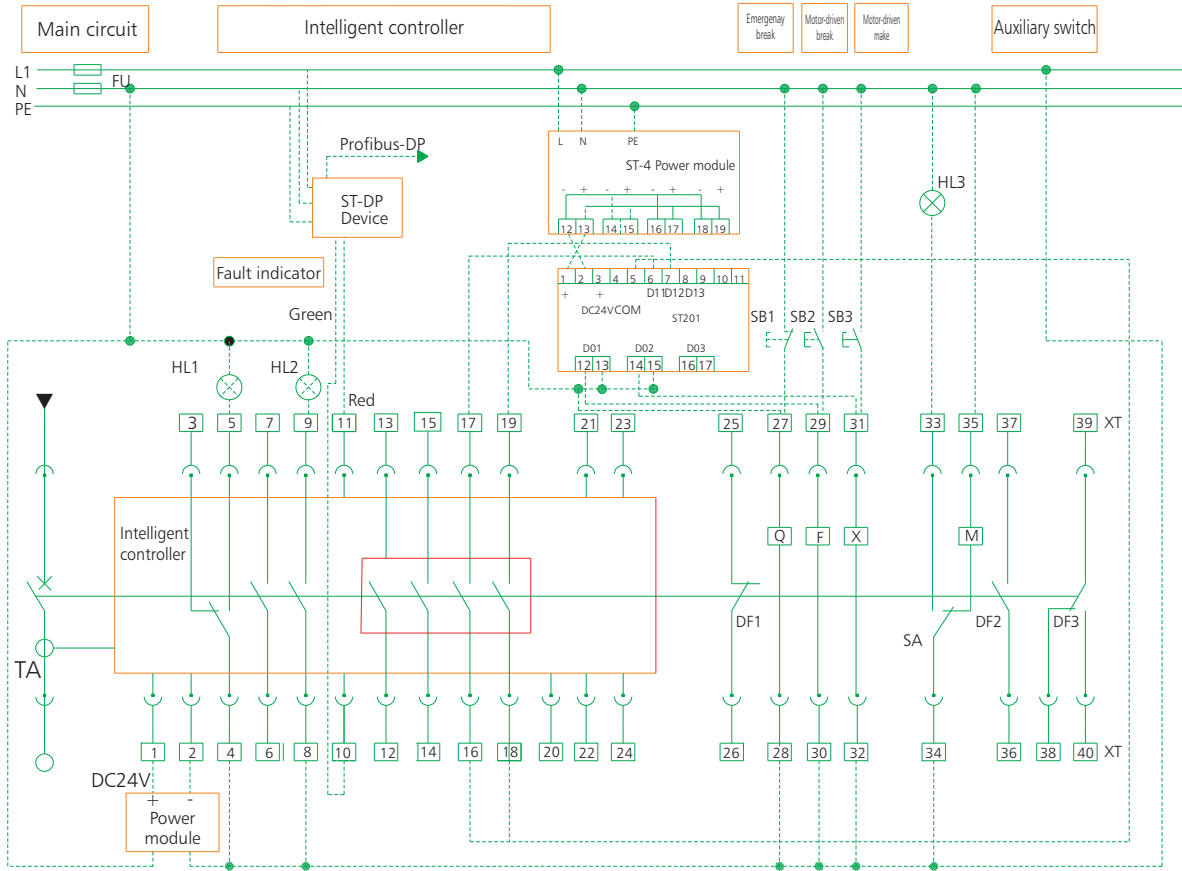 Main circuit
Intelligent controller
Emergenay
break
Motor-driven
break
Motor-driven
make
Auxiliary switch
L1
FU
N
PE
Profibus-DP
L N PE
ST-4 Power module
- + - + - + - +
12 13 14 15 16 17 18 19
ST-DP
Device
HL3
Fault indicator
1 2 3 4 5 6 7 8 9 10 11
+ +
D11D12D13
DC24VCOM
ST201
D01 D02 D03
12 13 14 15 16 17
Green
SB1 SB2 SB3
HL1
HL2
Red
3 5 7 9 11 13 15 17 19 21 23 25 27 29 31 33 35 37 39 XT
Intelligent
controller
Q F X M
DF1
SA
DF2
DF3
TA
1 2 4 6 8 10 12 14 16 18 20 22 24 26 28 30 32 34 36 38 40 XT
DC24V
+ -
Power
module